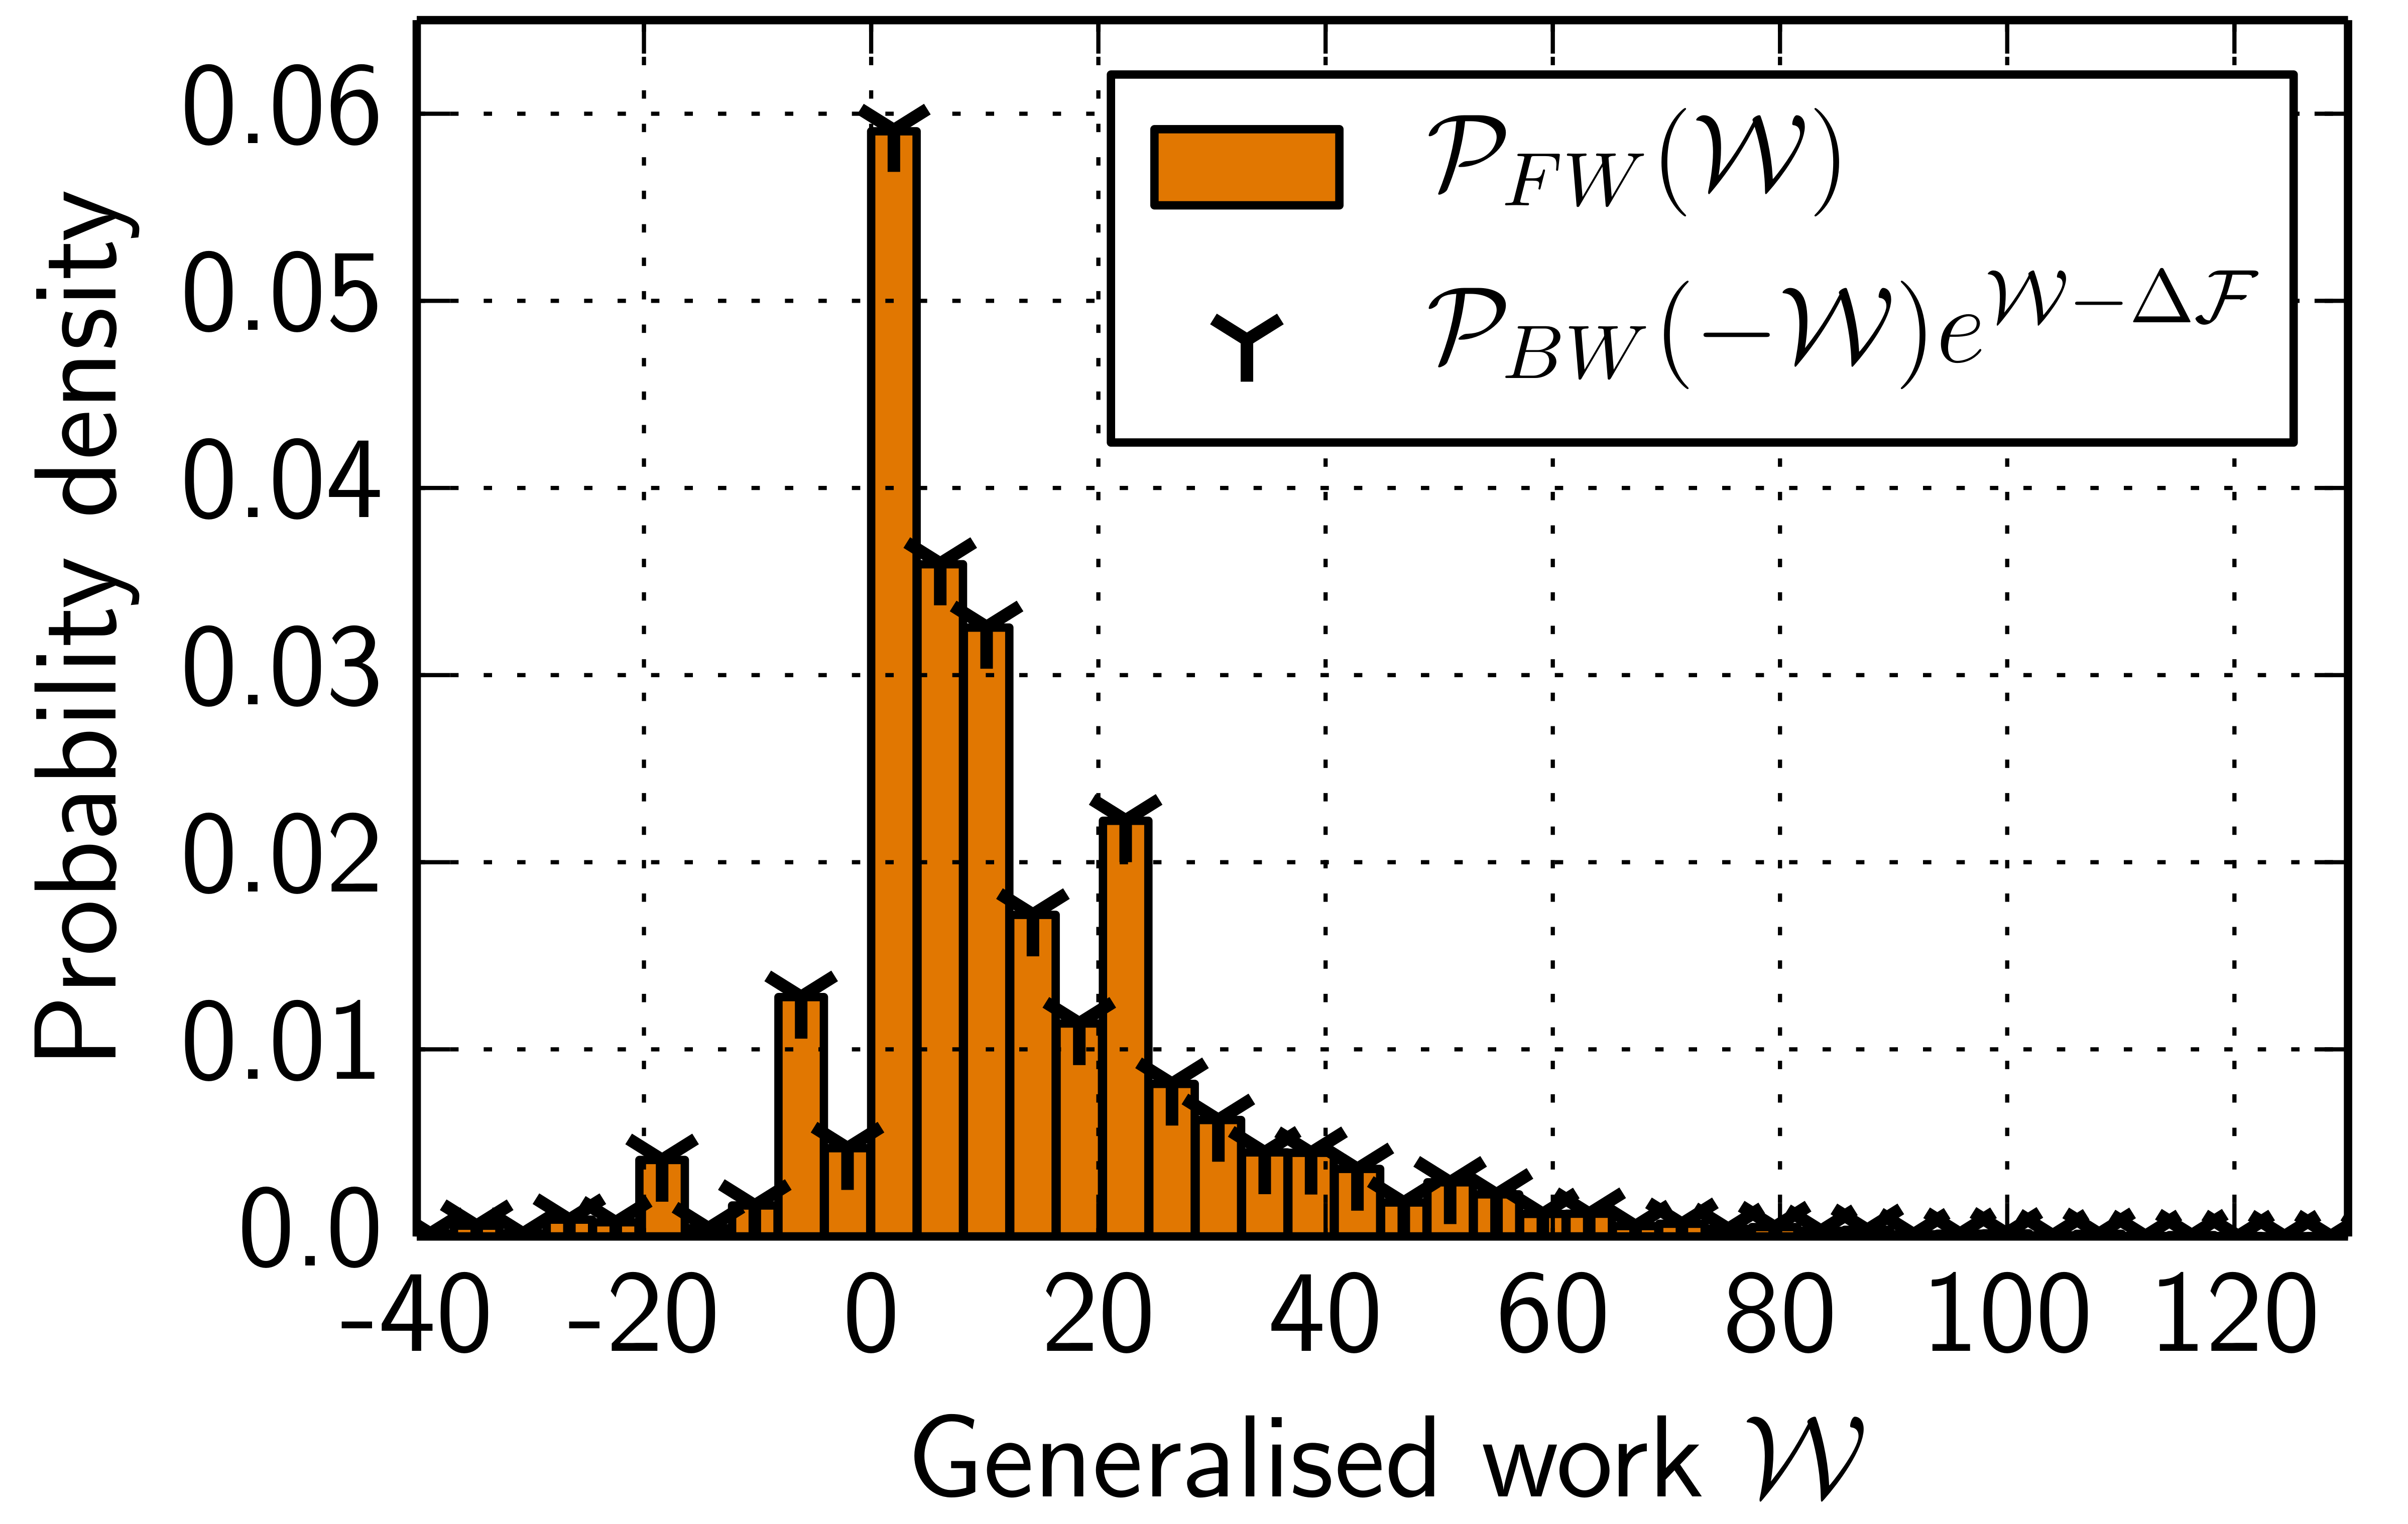 0.06
0.05
0.04
0.03
0.02
0.01
0.0
Probability density
𝒫_FW(𝒲)
𝒫_BW(−𝒲)e^{𝒲−Δℱ}
-40 -20 0 20 40 60 80 100 120
Generalised work 𝒲